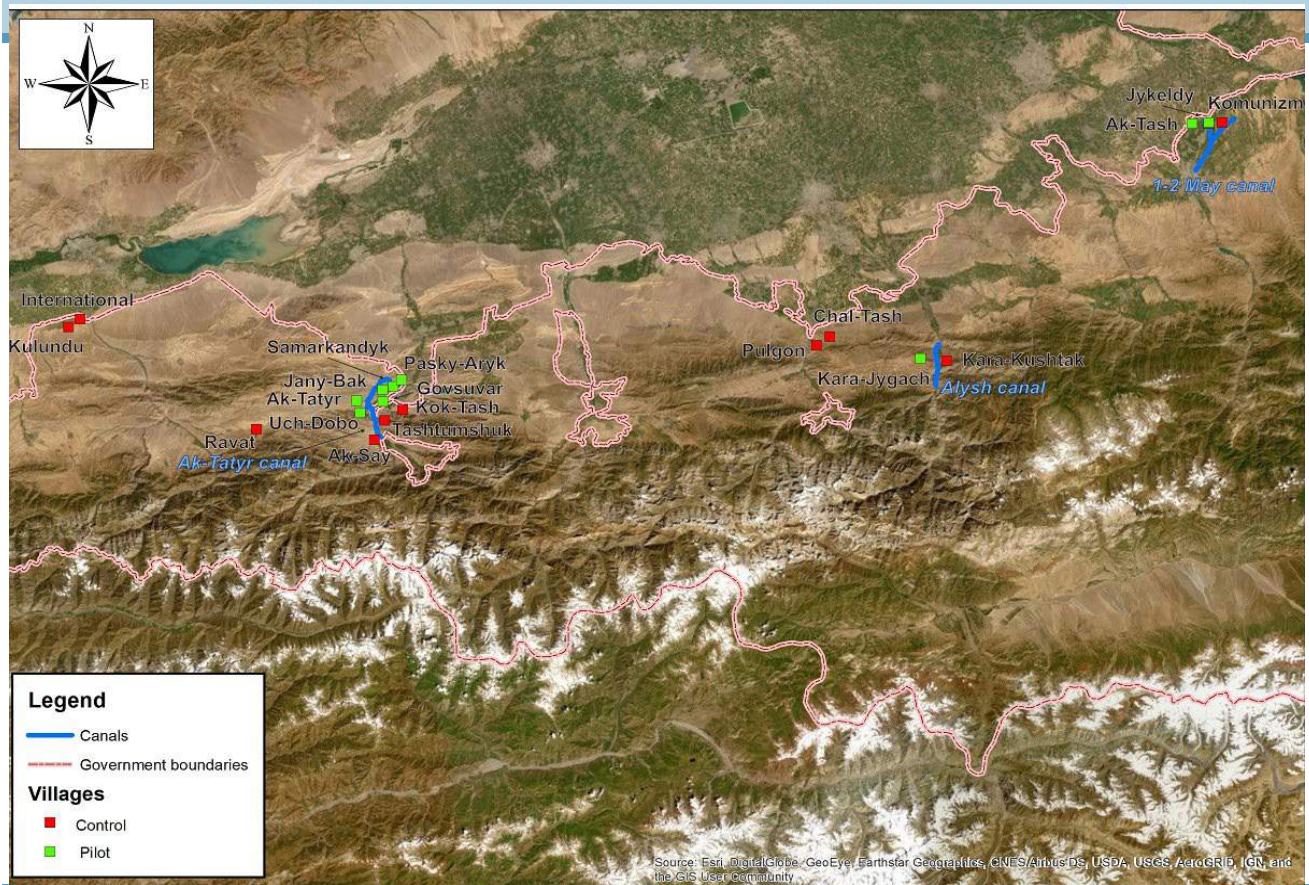 N
W
E
S
Jykeldy
Komunizm
Ak-Tash
1-2 May canal
International
Kulundu
Samarkandyk
Pasky-Aryk
Jany-Bak
Govsuvar
Ak-Tatyr
Kok-Tash
Uch-Dobo
Tashtumshuk
Ravat
Ak-Say
Ak-Tatyr canal
Chal-Tash
Pulgon
Kara-Kushtak
Kara-Jygach
Alysh canal
Legend
Canals
Government boundaries
Villages
Control
Pilot
Source: Esri, DigitalGlobe, GeoEye, Earthstar Geographics, CNES/Airbus DS, USDA, USGS, AeroGRID, IGN, and
the GIS User Community